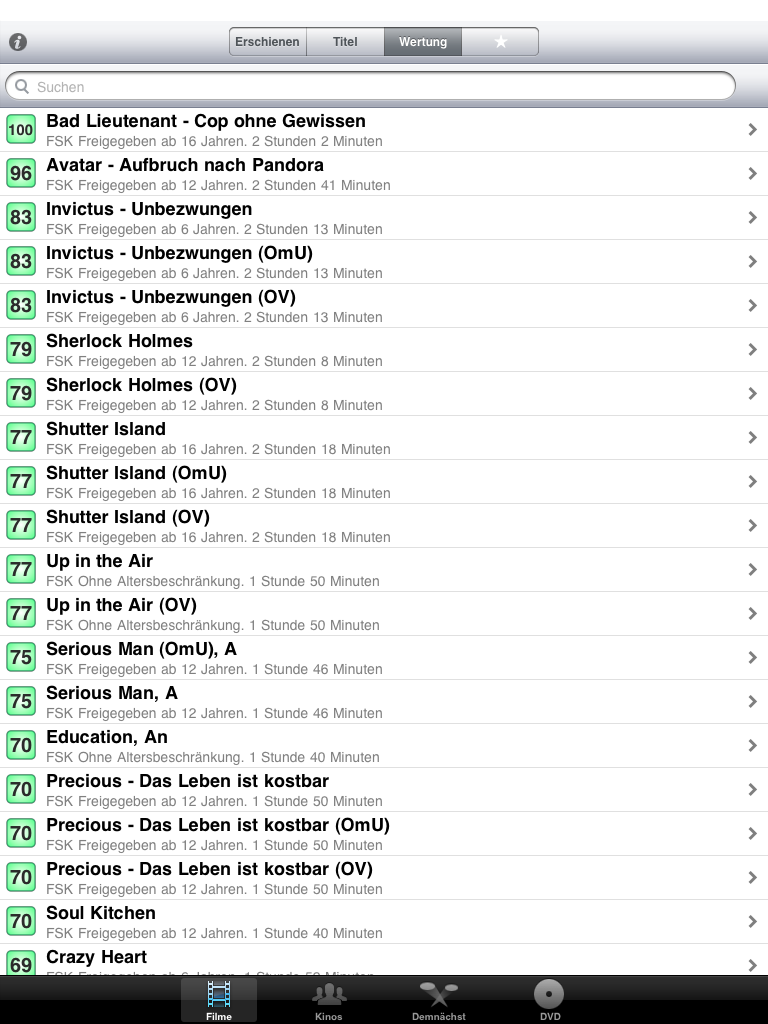 Erschienen
Titel
Wertung
Suchen
100
Bad Lieutenant - Cop ohne Gewissen
FSK Freigegeben ab 16 Jahren. 2 Stunden 2 Minuten
96
Avatar - Aufbruch nach Pandora
FSK Freigegeben ab 12 Jahren. 2 Stunden 41 Minuten
83
Invictus - Unbezwungen
FSK Freigegeben ab 6 Jahren. 2 Stunden 13 Minuten
83
Invictus - Unbezwungen (OmU)
FSK Freigegeben ab 6 Jahren. 2 Stunden 13 Minuten
83
Invictus - Unbezwungen (OV)
FSK Freigegeben ab 6 Jahren. 2 Stunden 13 Minuten
79
Sherlock Holmes
FSK Freigegeben ab 12 Jahren. 2 Stunden 8 Minuten
79
Sherlock Holmes (OV)
FSK Freigegeben ab 12 Jahren. 2 Stunden 8 Minuten
77
Shutter Island
FSK Freigegeben ab 16 Jahren. 2 Stunden 18 Minuten
77
Shutter Island (OmU)
FSK Freigegeben ab 16 Jahren. 2 Stunden 18 Minuten
77
Shutter Island (OV)
FSK Freigegeben ab 16 Jahren. 2 Stunden 18 Minuten
77
Up in the Air
FSK Ohne Altersbeschränkung. 1 Stunde 50 Minuten
77
Up in the Air (OV)
FSK Ohne Altersbeschränkung. 1 Stunde 50 Minuten
75
Serious Man (OmU), A
FSK Freigegeben ab 12 Jahren. 1 Stunde 46 Minuten
75
Serious Man, A
FSK Freigegeben ab 12 Jahren. 1 Stunde 46 Minuten
70
Education, An
FSK Ohne Altersbeschränkung. 1 Stunde 40 Minuten
70
Precious - Das Leben ist kostbar
FSK Freigegeben ab 12 Jahren. 1 Stunde 50 Minuten
70
Precious - Das Leben ist kostbar (OmU)
FSK Freigegeben ab 12 Jahren. 1 Stunde 50 Minuten
70
Precious - Das Leben ist kostbar (OV)
FSK Freigegeben ab 12 Jahren. 1 Stunde 50 Minuten
70
Soul Kitchen
FSK Freigegeben ab 12 Jahren. 1 Stunde 40 Minuten
69
Crazy Heart
Filme
Kinos
Demnächst
DVD